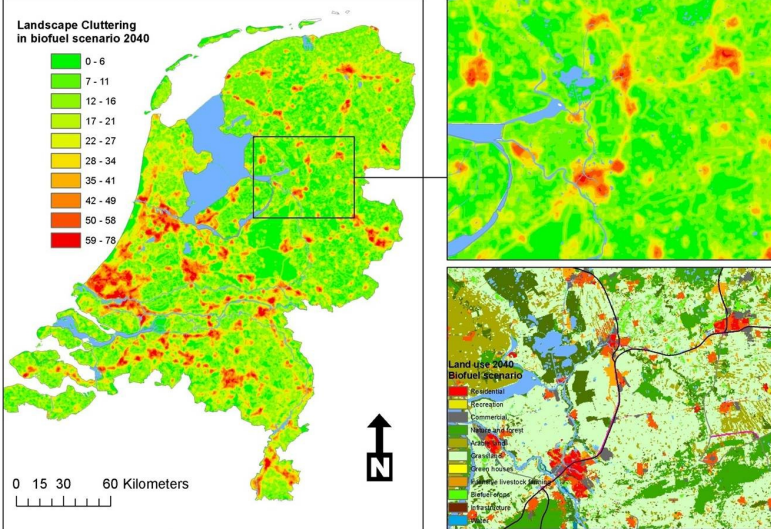 Landscape Cluttering
in biofuel scenario 2040
0 - 6
7 - 11
12 - 16
17 - 21
22 - 27
28 - 34
35 - 41
42 - 49
50 - 58
59 - 78
N
0 15 30 60 Kilometers
Land use 2040
Biofuel scenario
Residential
Recreation
Commercial
Nature and forest
Arable land
Grassland
Green houses
Intensive livestock farming
Biofuel crops
Infrastructure
Water